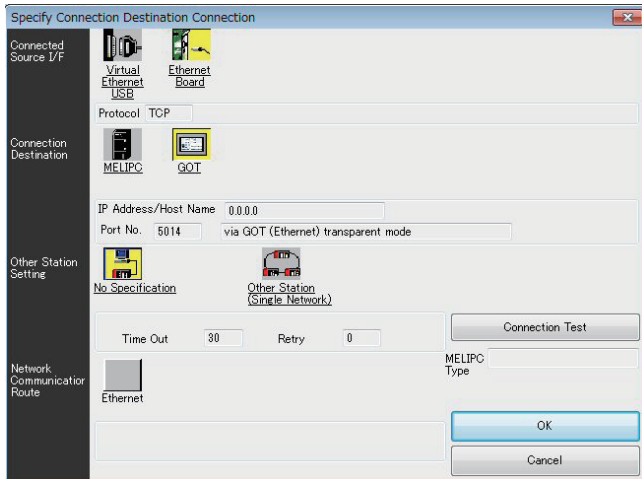 Specify Connection Destination Connection
Connected
Source I/F
Virtual
Ethernet
USB
Ethernet
Board
Protocol TCP
Connection
Destination
MELIPC
GOT
IP Address/Host Name 0.0.0.0
Port No. 5014 via GOT (Ethernet) transparent mode
Other Station
Setting
No Specification
Other Station
(Single Network)
Time Out 30 Retry 0
Connection Test
MELIPC
Type
Network
Communicatior
Route
Ethernet
OK
Cancel